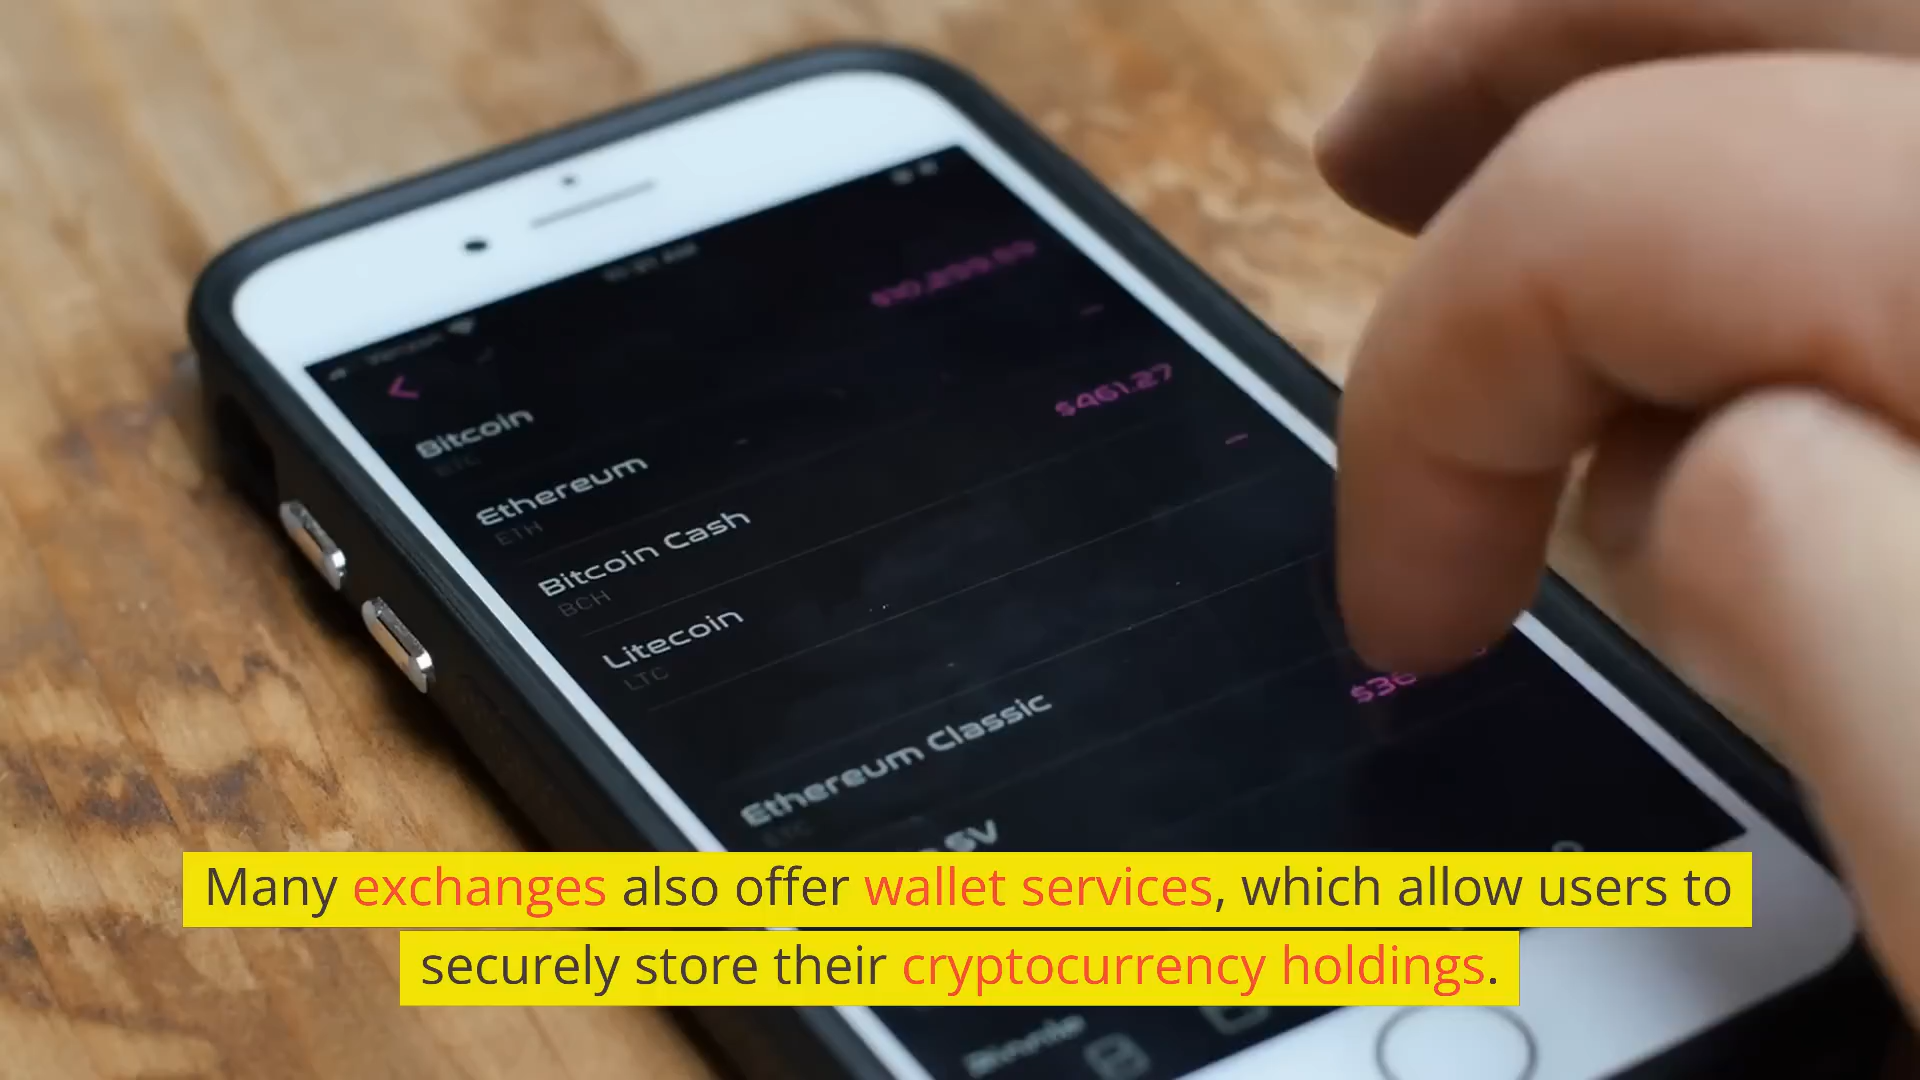 $461.27
Bitcoin
Ethereum
ETH
Bitcoin Cash
BCH
Litecoin
LTC
Ethereum Classic
SV
Many exchanges also offer wallet services, which allow users to
securely store their cryptocurrency holdings.